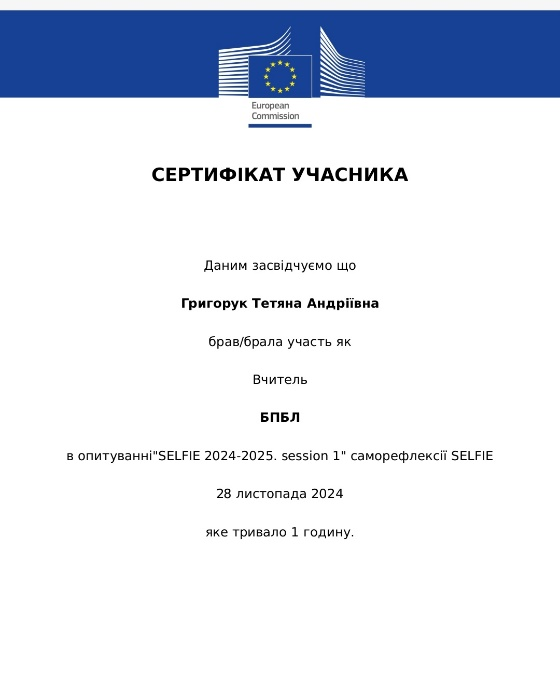 European
Commission
СЕРТИФІКАТ УЧАСНИКА
Даним засвідчуємо що
Григорук Тетяна Андріївна
брав/брала участь як
Вчитель
БПБЛ
в опитуванні"SELFIE 2024-2025. session 1" саморефлексії SELFIE
28 листопада 2024
яке тривало 1 годину.